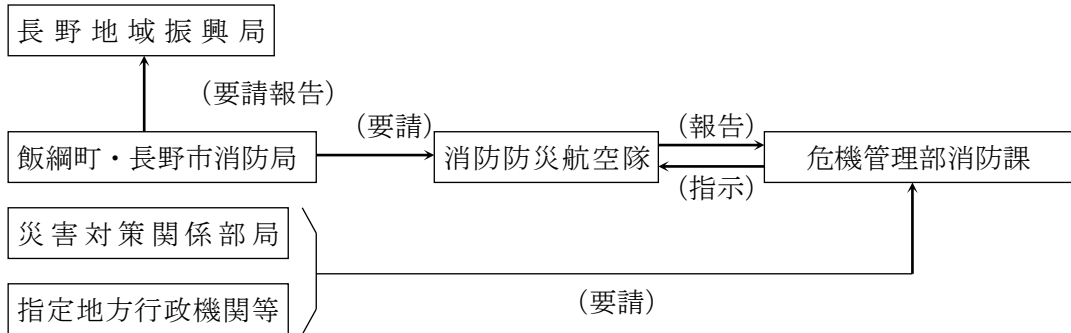 長野地域振興局
（要請報告）
（要請）
（報告）
飯綱町・長野市消防局
消防防災航空隊
危機管理部消防課
（指示）
災害対策関係部局
指定地方行政機関等
（要請）